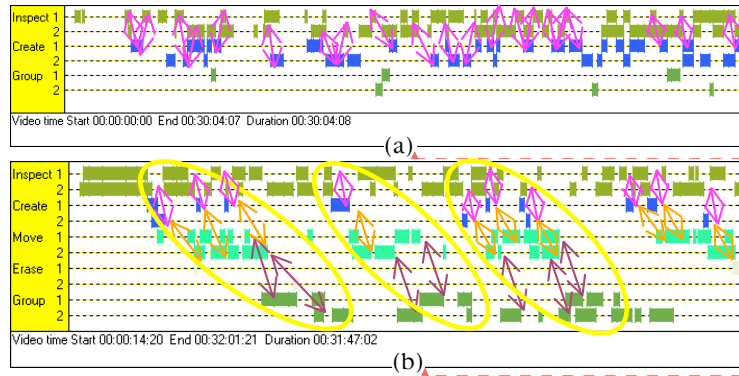 Inspect 1
2
Create 1
2
Group 1
2
Video time Start 00:00:00:00 End 00:30:04:07 Duration 00:30:04:08
(a)
Inspect 1
2
Create 1
2
Move 1
2
Erase 1
2
Group 1
2
Video time Start 00:00:14:20 End 00:32:01:21 Duration 00:31:47:02
(b)